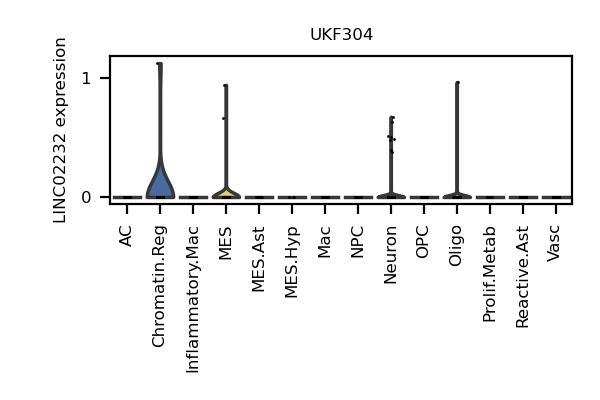 UKF304
LINC02232 expression
1
0
AC
Chromatin.Reg
Inflammatory.Mac
MES
MES.Ast
MES.Hyp
Mac
NPC
Neuron
OPC
Oligo
Prolif.Metab
Reactive.Ast
Vasc